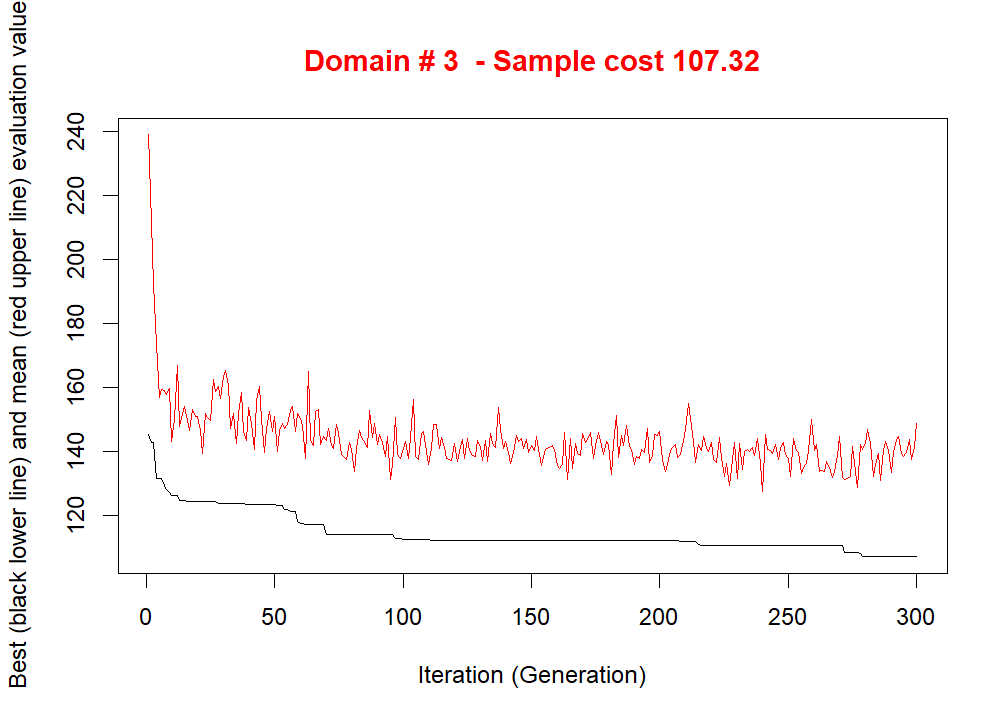 Domain # 3  - Sample cost 107.32
Best (black lower line) and mean (red upper line) evaluation value
240
220
200
180
160
140
120
0 50 100 150 200 250 300
Iteration (Generation)